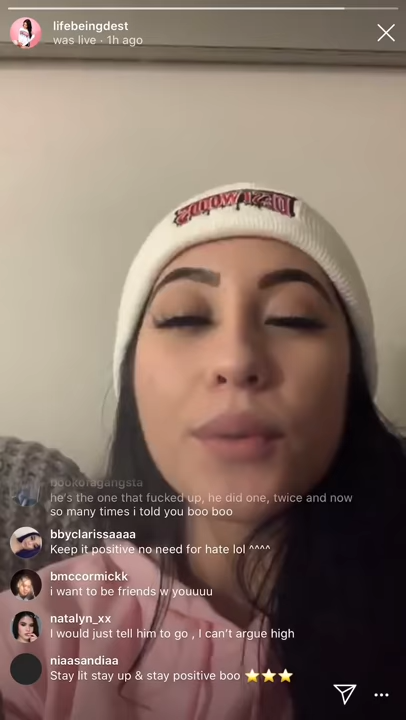 lifebeingdest
was live · 1h ago
bookofagangsta
he's the one that fucked up, he did one, twice and now
so many times i told you boo boo
bbyclarissaaaa
Keep it positive no need for hate lol ^^^^
bmccormickk
i want to be friends w youuuu
natalyn_xx
I would just tell him to go , I can't argue high
niaasandiaa
Stay lit stay up & stay positive boo ⭐⭐⭐